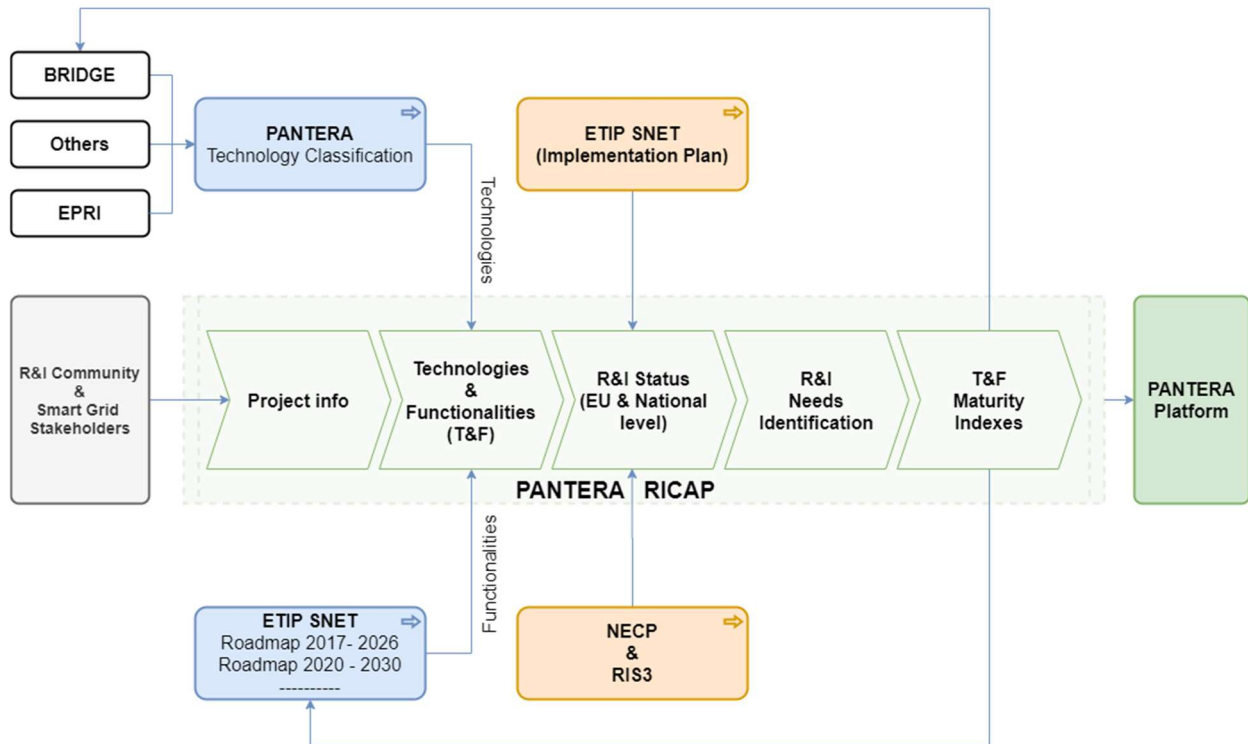 BRIDGE
Others
EPRI
PANTERA
Technology Classification
ETIP SNET
(Implementation Plan)
Technologies
R&I Community
&
Smart Grid
Stakeholders
Project info
Technologies
&
Functionalities
(T&F)
R&I Status
(EU & National
level)
R&I
Needs
Identification
T&F
Maturity
Indexes
PANTERA
Platform
PANTERA RICAP
Functionalities
ETIP SNET
Roadmap 2017- 2026
Roadmap 2020 - 2030
----------
NECP
&
RIS3